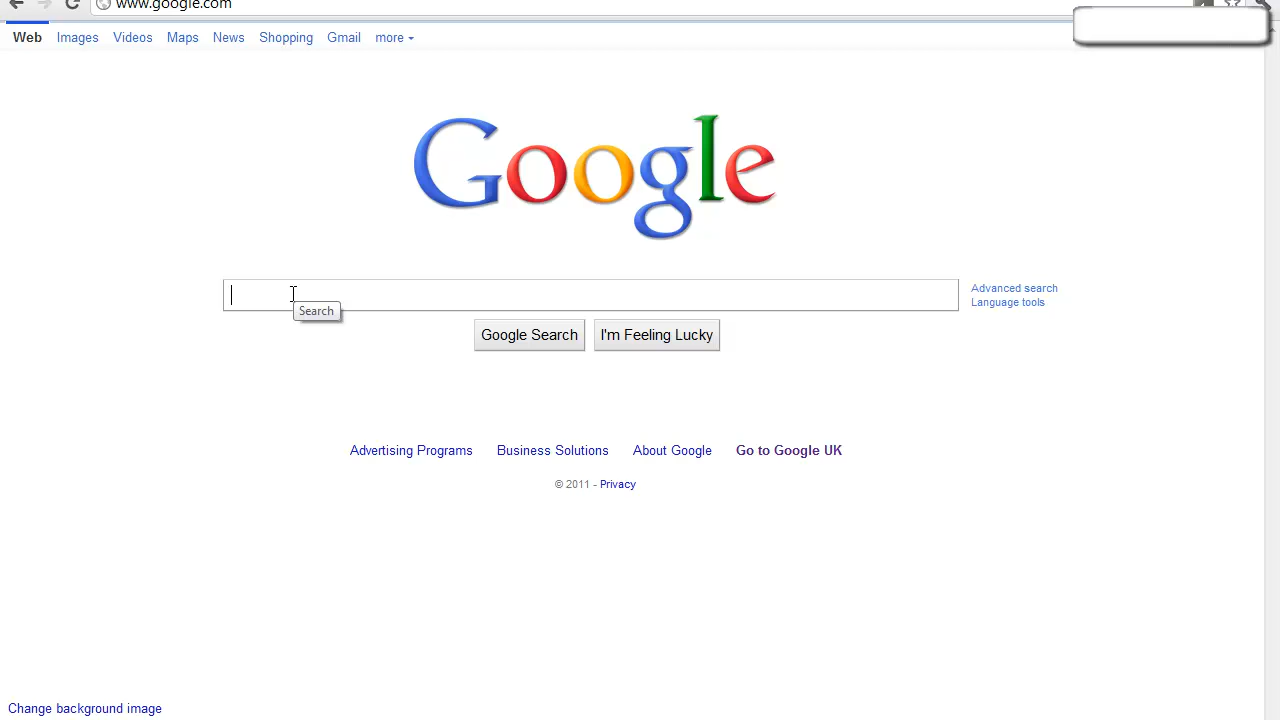 www.google.com
Web Images Videos Maps News Shopping Gmail more
Google
Advanced search
Language tools
Search
Google Search I'm Feeling Lucky
Advertising Programs Business Solutions About Google Go to Google UK
© 2011 - Privacy
Change background image